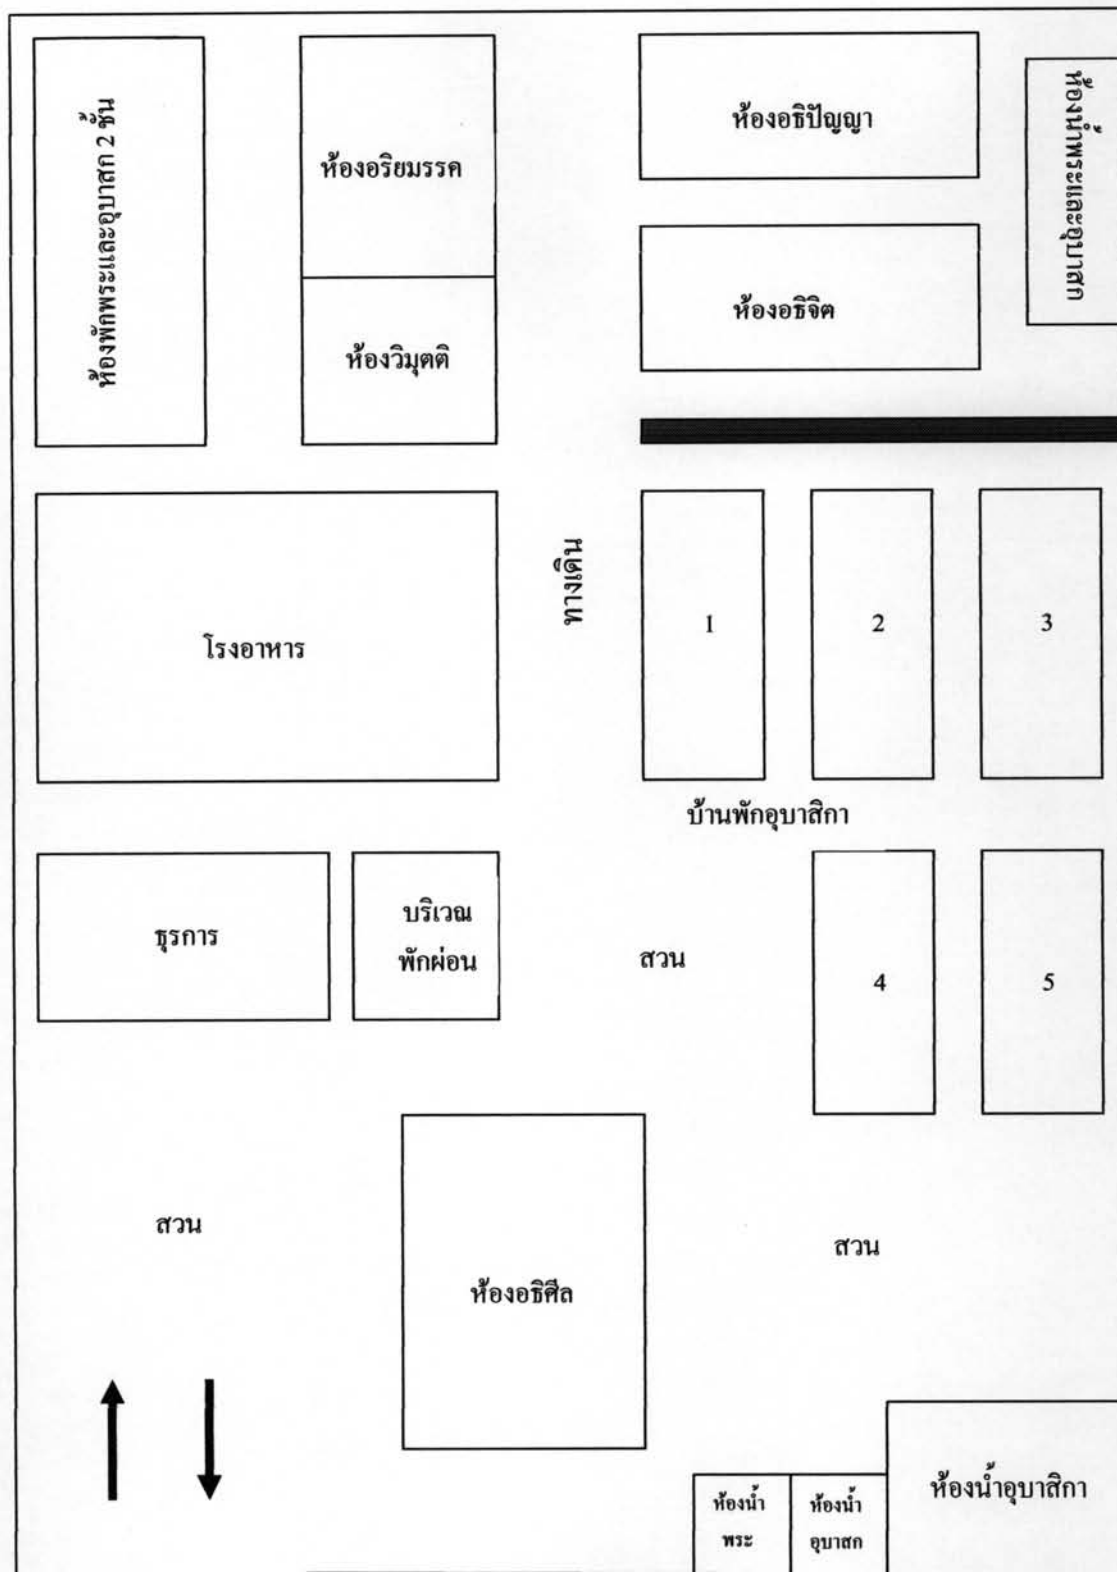 ห้องพักพระและอุบาสก 2 ชั้น
ห้องอริยมรรค
ห้องอธิปัญญา
ห้องน้ำพระและอุบาสก
ห้องวิมุตติ
ห้องอธิจิต
โรงอาหาร
ทางเดิน
1
2
3
บ้านพักอุบาสิกา
ธุรการ
บริเวณ
พักผ่อน
สวน
4
5
สวน
ห้องอธิศีล
สวน
ห้องน้ำ
พระ
ห้องน้ำ
อุบาสก
ห้องน้ำอุบาสิกา